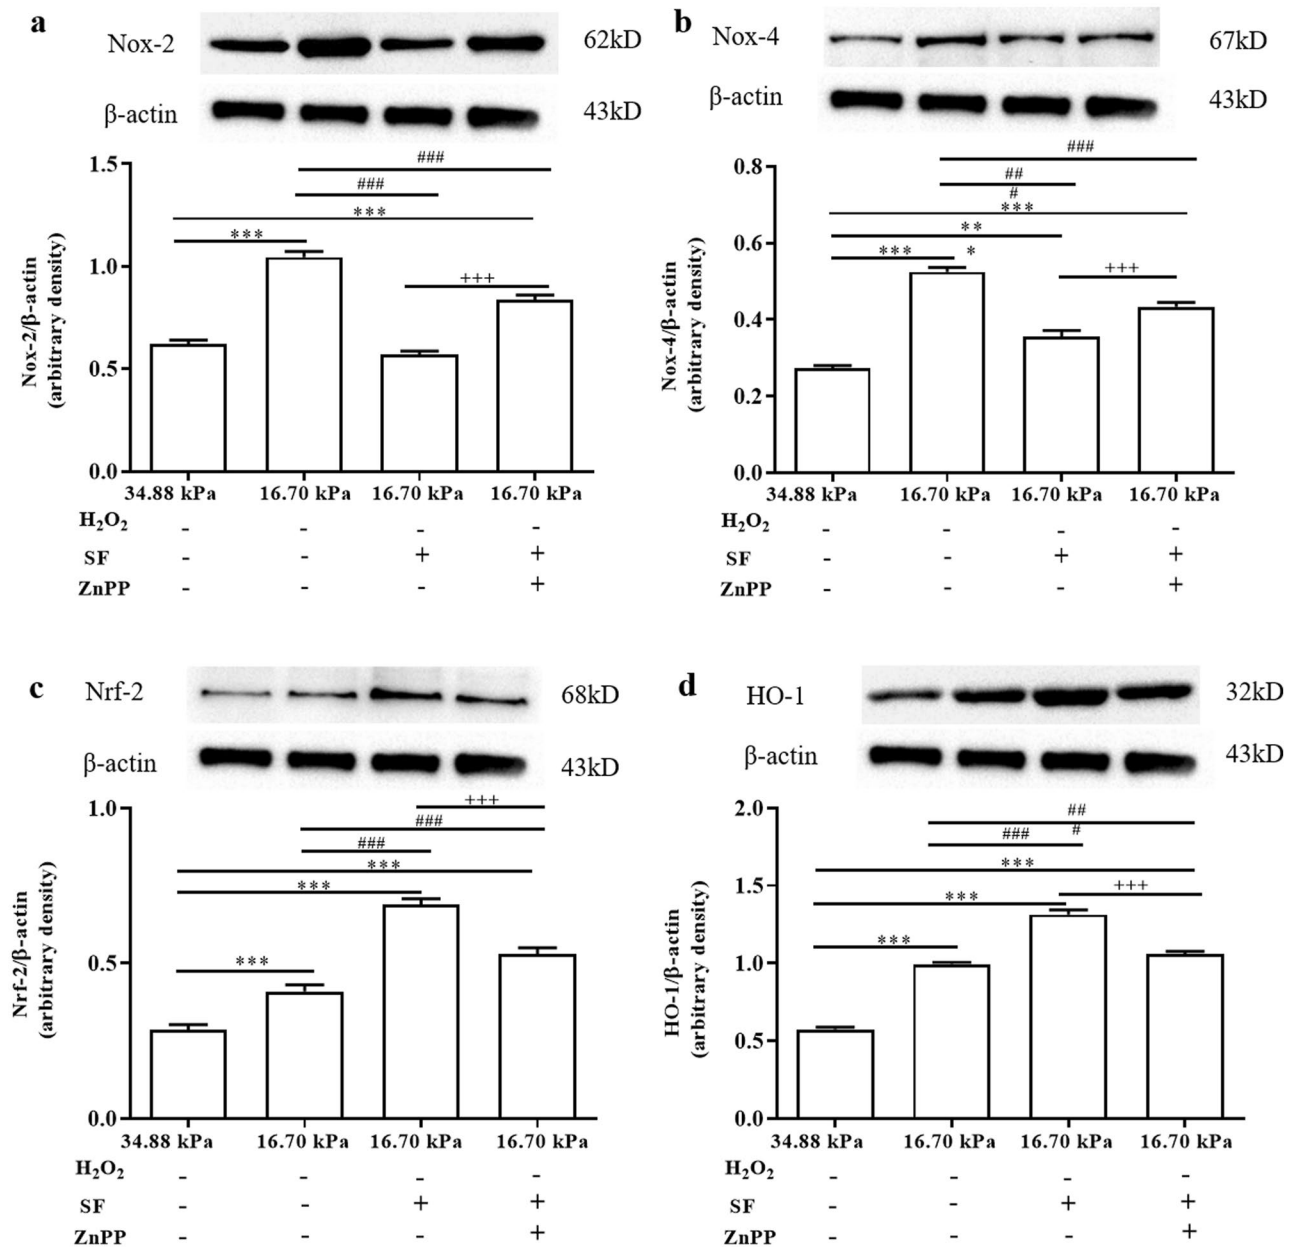 a
Nox-2
62kD
β-actin
43kD
1.5
1.0
0.5
0.0
Nox-2/β-actin
(arbitrary density)
###
###
***
***
+++
34.88 kPa 16.70 kPa 16.70 kPa 16.70 kPa
H₂O₂ - - - -
SF - - + +
ZnPP - - - +
b
Nox-4
67kD
β-actin
43kD
0.8
0.6
0.4
0.2
0.0
Nox-4/β-actin
(arbitrary density)
###
##
#
***
**
*** *
+++
34.88 kPa 16.70 kPa 16.70 kPa 16.70 kPa
H₂O₂ - - - -
SF - - + +
ZnPP - - - +
c
Nrf-2
68kD
β-actin
43kD
1.0
0.5
0.0
Nrf-2/β-actin
(arbitrary density)
+++
###
###
***
***
***
34.88 kPa 16.70 kPa 16.70 kPa 16.70 kPa
H₂O₂ - - - -
SF - - + +
ZnPP - - - +
d
HO-1
32kD
β-actin
43kD
2.0
1.5
1.0
0.5
0.0
HO-1/β-actin
(arbitrary density)
##
### #
***
+++
***
***
34.88 kPa 16.70 kPa 16.70 kPa 16.70 kPa
H₂O₂ - - - -
SF - - + +
ZnPP - - - +